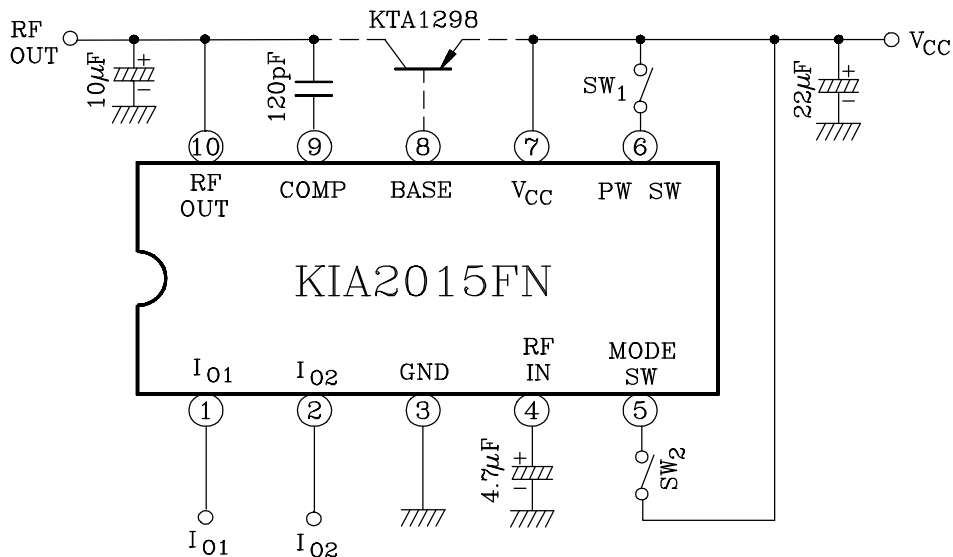 KTA1298
RF
OUT
V_CC
10μF
120pF
SW_1
22μF
10
9
8
7
6
RF
OUT
COMP
BASE
V_CC
PW SW
KIA2015FN
I_O1
I_O2
GND
RF
IN
MODE
SW
1
2
3
4
5
4.7μF
SW_2
I_O1
I_O2